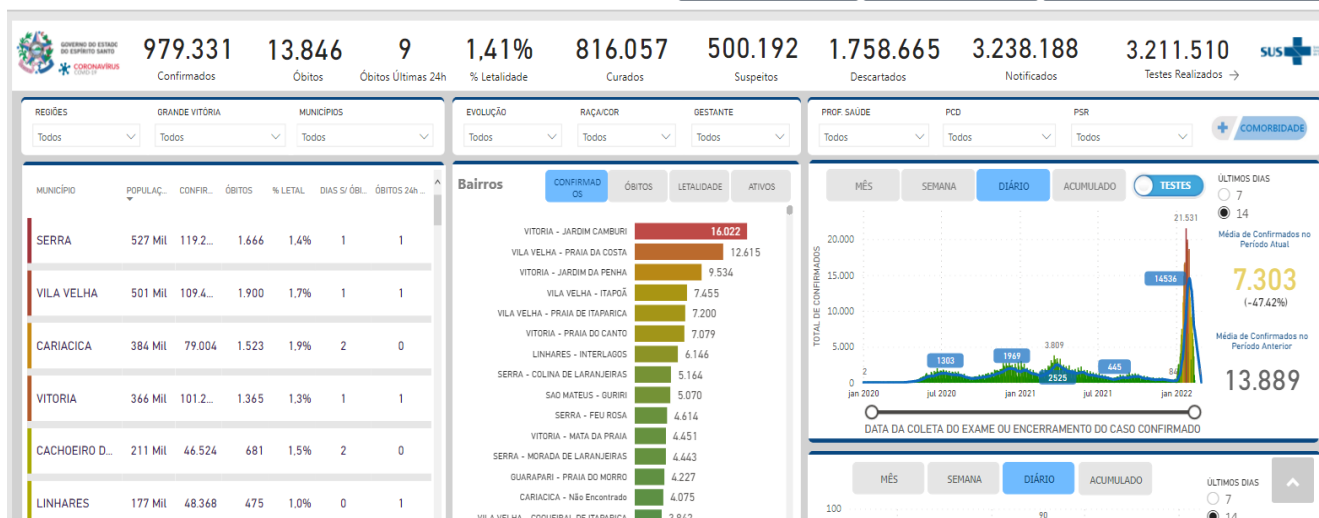 GOVERNO DO ESTADO
DO ESPÍRITO SANTO
CORONAVÍRUS
COVID-19
979.331
Confirmados
13.846
Óbitos
9
Óbitos Últimas 24h
1,41%
% Letalidade
816.057
Curados
500.192
Suspeitos
1.758.665
Descartados
3.238.188
Notificados
3.211.510
Testes Realizados →
SUS
REGIÕES GRANDE VITÓRIA MUNICÍPIOS
Todos Todos Todos
EVOLUÇÃO RAÇA/COR GESTANTE
Todos Todos Todos
PROF. SAÚDE PCD PSR
Todos Todos Todos
COMORBIDADE
MUNICÍPIO POPULAÇ... CONFIR... ÓBITOS % LETAL DIAS S/ ÓBI... ÓBITOS 24h ...
SERRA 527 Mil 119.2... 1.666 1,4% 1 1
VILA VELHA 501 Mil 109.4... 1.900 1,7% 1 1
CARIACICA 384 Mil 79.004 1.523 1,9% 2 0
VITORIA 366 Mil 101.2... 1.365 1,3% 1 1
CACHOEIRO D... 211 Mil 46.524 681 1,5% 2 0
LINHARES 177 Mil 48.368 475 1,0% 0 1
Bairros
CONFIRMAD
OS
ÓBITOS LETALIDADE ATIVOS
VITORIA - JARDIM CAMBURI 16.022
VILA VELHA - PRAIA DA COSTA 12.615
VITORIA - JARDIM DA PENHA 9.534
VILA VELHA - ITAPOÃ 7.455
VILA VELHA - PRAIA DE ITAPARICA 7.200
VITORIA - PRAIA DO CANTO 7.079
LINHARES - INTERLAGOS 6.146
SERRA - COLINA DE LARANJEIRAS 5.164
SAO MATEUS - GURIRI 5.070
SERRA - FEU ROSA 4.614
VITORIA - MATA DA PRAIA 4.451
SERRA - MORADA DE LARANJEIRAS 4.443
GUARAPARI - PRAIA DO MORRO 4.227
CARIACICA - Não Encontrado 4.075
VILA VELHA - COQUEIRAL DE ITAPARICA 3.862
MÊS SEMANA DIÁRIO ACUMULADO TESTES
ÚLTIMOS DIAS
7
14
Média de Confirmados no
Período Atual
7.303
(-47.42%)
Média de Confirmados no
Período Anterior
13.889
TOTAL DE CONFIRMADOS
21.531
20.000
15.000
14536
10.000
5.000
3.809
1303
1969
2525
445
84
2
0
jan 2020 jul 2020 jan 2021 jul 2021 jan 2022
DATA DA COLETA DO EXAME OU ENCERRAMENTO DO CASO CONFIRMADO
MÊS SEMANA DIÁRIO ACUMULADO
ÚLTIMOS DIAS
7
14
100
90